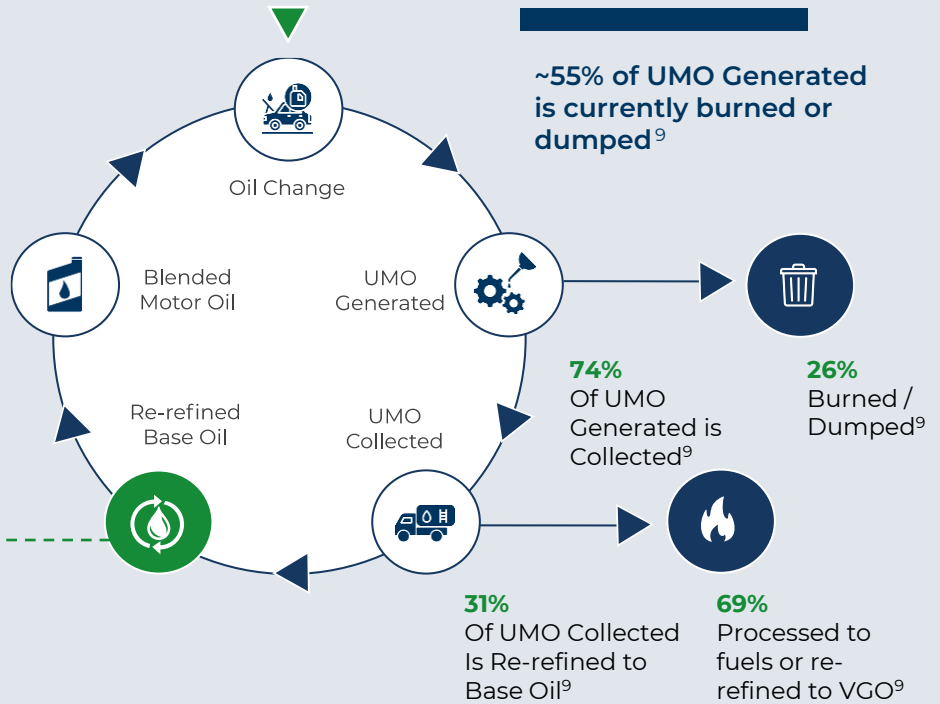 ~55% of UMO Generated
is currently burned or
dumped⁹
Oil Change
Blended
Motor Oil
UMO
Generated
Re-refined
Base Oil
UMO
Collected
74%
Of UMO
Generated is
Collected⁹
26%
Burned /
Dumped⁹
31%
Of UMO Collected
Is Re-refined to
Base Oil⁹
69%
Processed to
fuels or re-
refined to VGO⁹